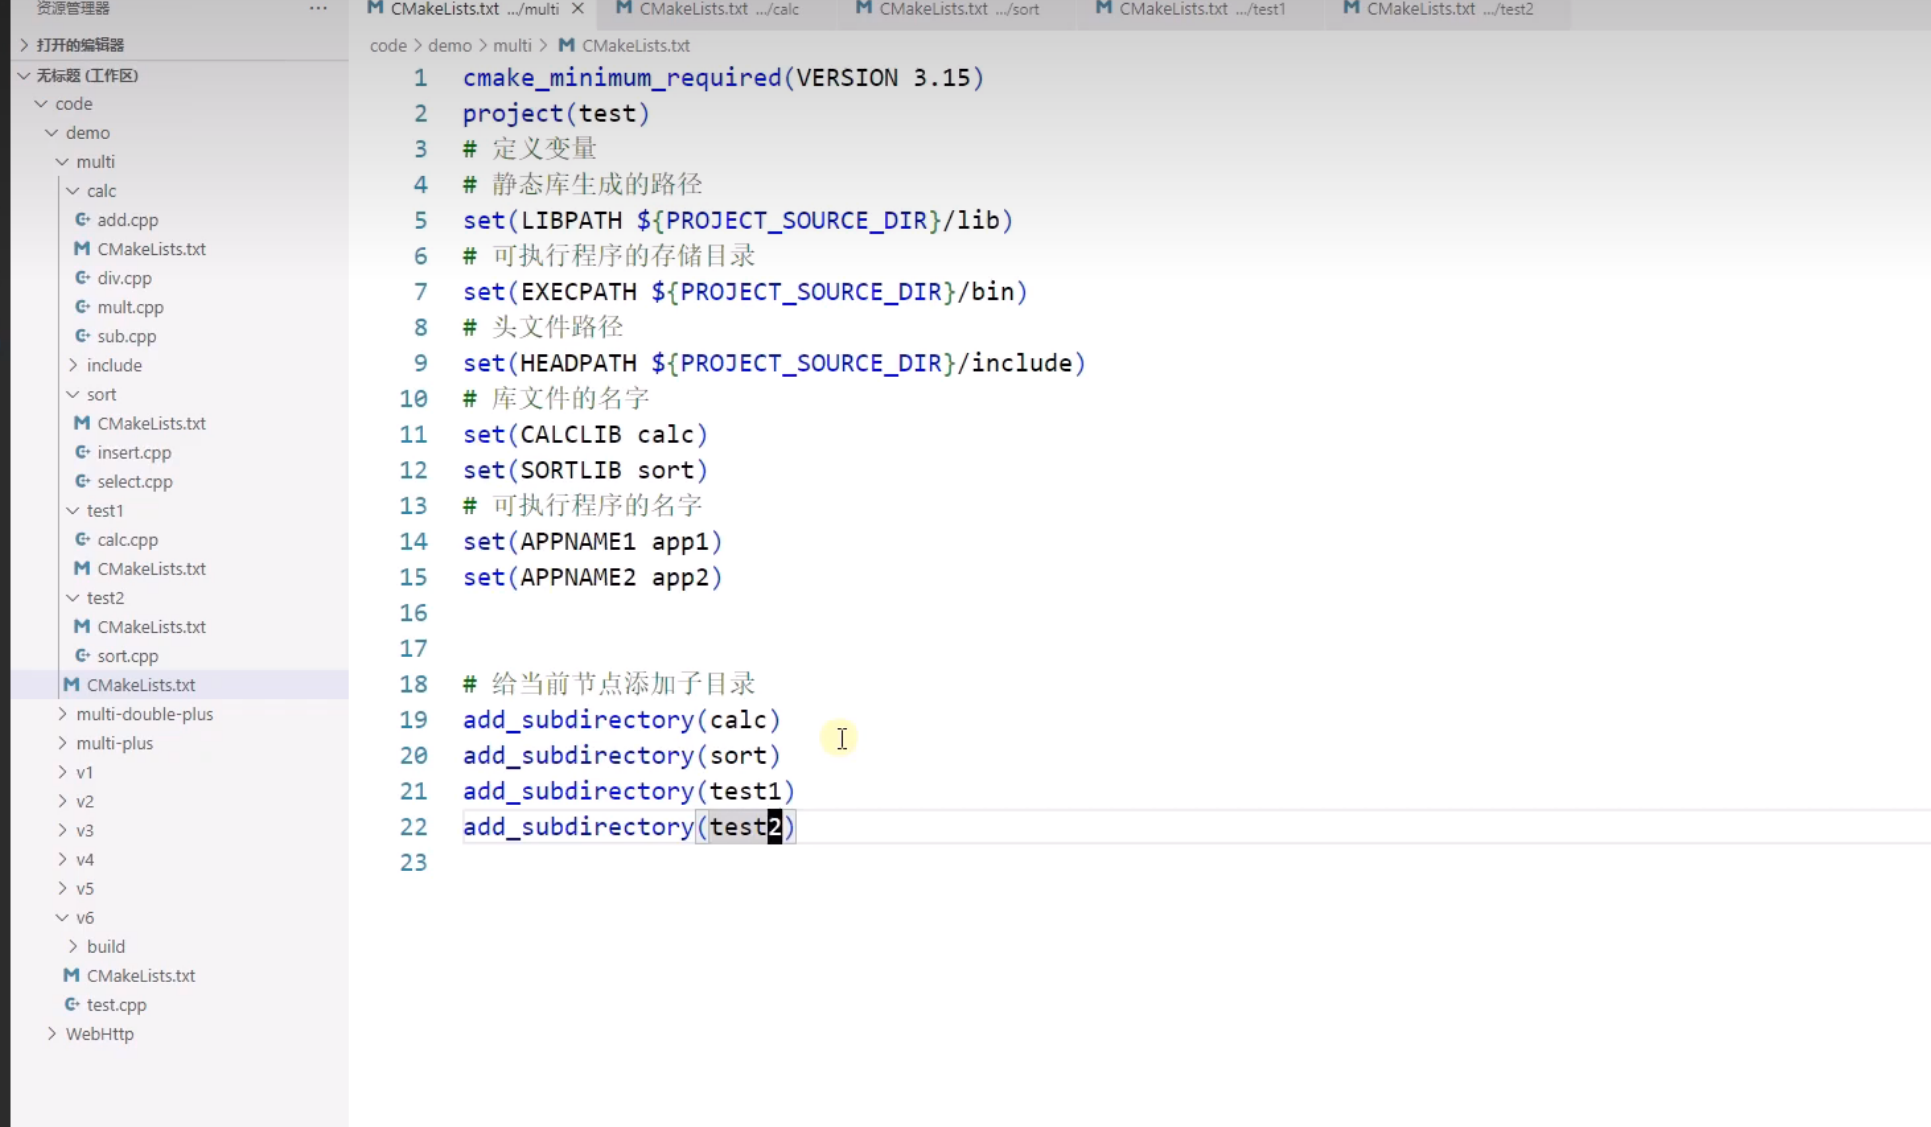 资源管理器 ···
CMakeLists.txt .../multi
CMakeLists.txt .../calc
CMakeLists.txt .../sort
CMakeLists.txt .../test1
CMakeLists.txt .../test2
打开的编辑器
无标题 (工作区)
code
demo
multi
calc
add.cpp
CMakeLists.txt
div.cpp
mult.cpp
sub.cpp
include
sort
CMakeLists.txt
insert.cpp
select.cpp
test1
calc.cpp
CMakeLists.txt
test2
CMakeLists.txt
sort.cpp
CMakeLists.txt
multi-double-plus
multi-plus
v1
v2
v3
v4
v5
v6
build
CMakeLists.txt
test.cpp
WebHttp
code > demo > multi > CMakeLists.txt
1 cmake_minimum_required(VERSION 3.15)
2 project(test)
3 # 定义变量
4 # 静态库生成的路径
5 set(LIBPATH ${PROJECT_SOURCE_DIR}/lib)
6 # 可执行程序的存储目录
7 set(EXECPATH ${PROJECT_SOURCE_DIR}/bin)
8 # 头文件路径
9 set(HEADPATH ${PROJECT_SOURCE_DIR}/include)
10 # 库文件的名字
11 set(CALCLIB calc)
12 set(SORTLIB sort)
13 # 可执行程序的名字
14 set(APPNAME1 app1)
15 set(APPNAME2 app2)
16
17
18 # 给当前节点添加子目录
19 add_subdirectory(calc)
20 add_subdirectory(sort)
21 add_subdirectory(test1)
22 add_subdirectory(test2)
23